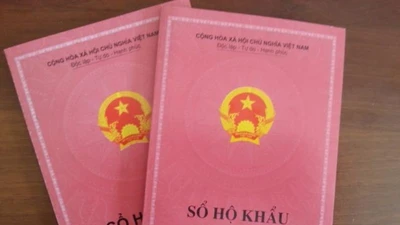 CỘNG HÒA XÃ HỘI CHỦ NGHĨA VIỆT NAM
Độc lập - Tự do - Hạnh phúc
CỘNG HÒA XÃ HỘI CHỦ NGHĨA VIỆT NAM
Độc lập - Tự do - Hạnh phúc
SỔ H
SỔ HỘ KHẨU